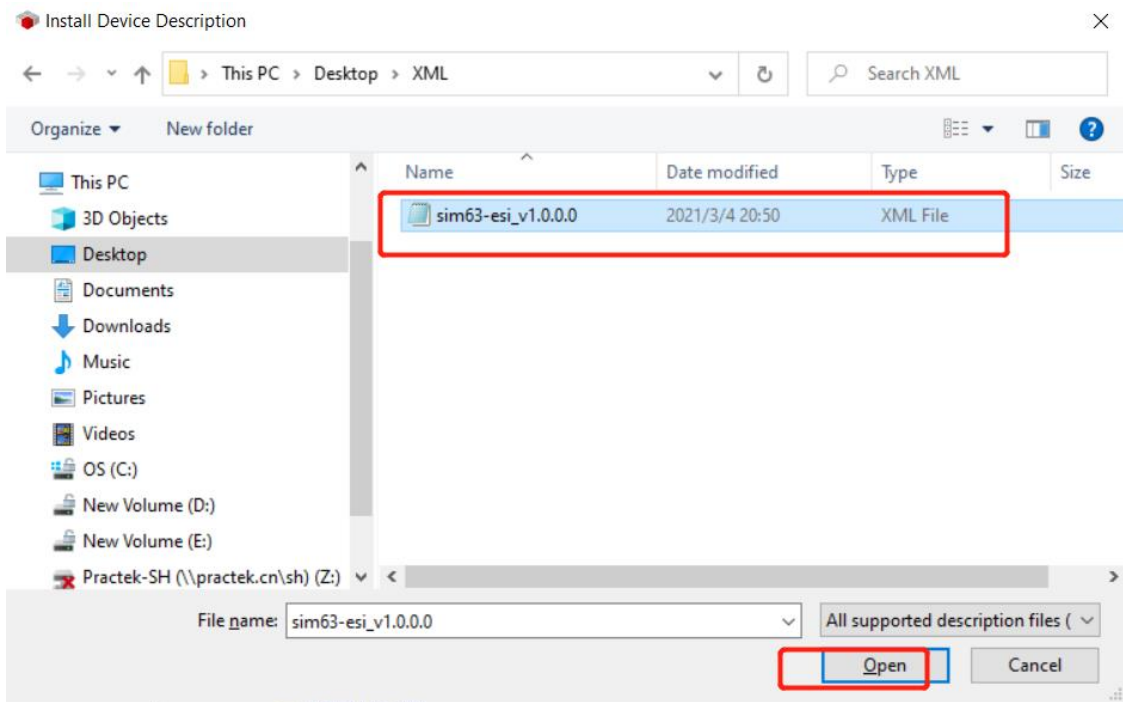 Install Device Description
This PC > Desktop > XML
Search XML
Organize
New folder
Name
Date modified
Type
Size
sim63-esi_v1.0.0.0
2021/3/4 20:50
XML File
This PC
3D Objects
Desktop
Documents
Downloads
Music
Pictures
Videos
OS (C:)
New Volume (D:)
New Volume (E:)
Practek-SH (\\practek.cn\sh) (Z:)
File name: sim63-esi_v1.0.0.0
All supported description files (
Open
Cancel